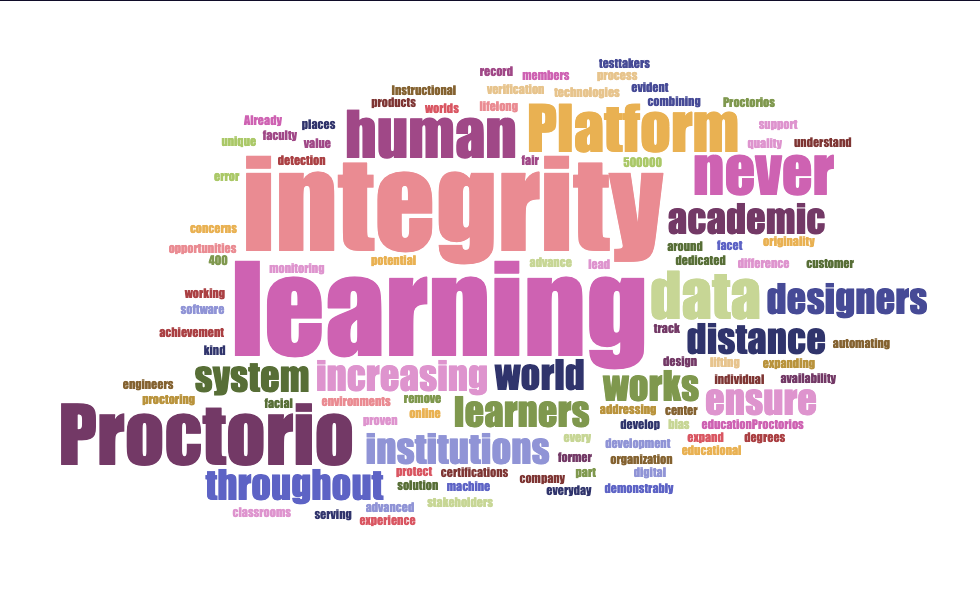 testtakers
record members process
Instructional verification technologies evident
products worlds lifelong combining Proctorios
Already places human Platform support
unique faculty value quality understand
detection fair 500000 never
error integrity
academic
concerns
opportunities around facet originality
400 monitoring potential advance lead dedicated difference customer
working learning data designers
software
achievement track distance automating
kind design lifting expanding
engineers system increasing world works individual availability
proctoring facial environments remove ensure
Proctorio proven online learners addressing center
develop bias educationProctorios
institutions every development expand degrees
former organization educational
throughout protect certifications company part digital
solution machine everyday demonstrably
classrooms serving advanced stakeholders
experience